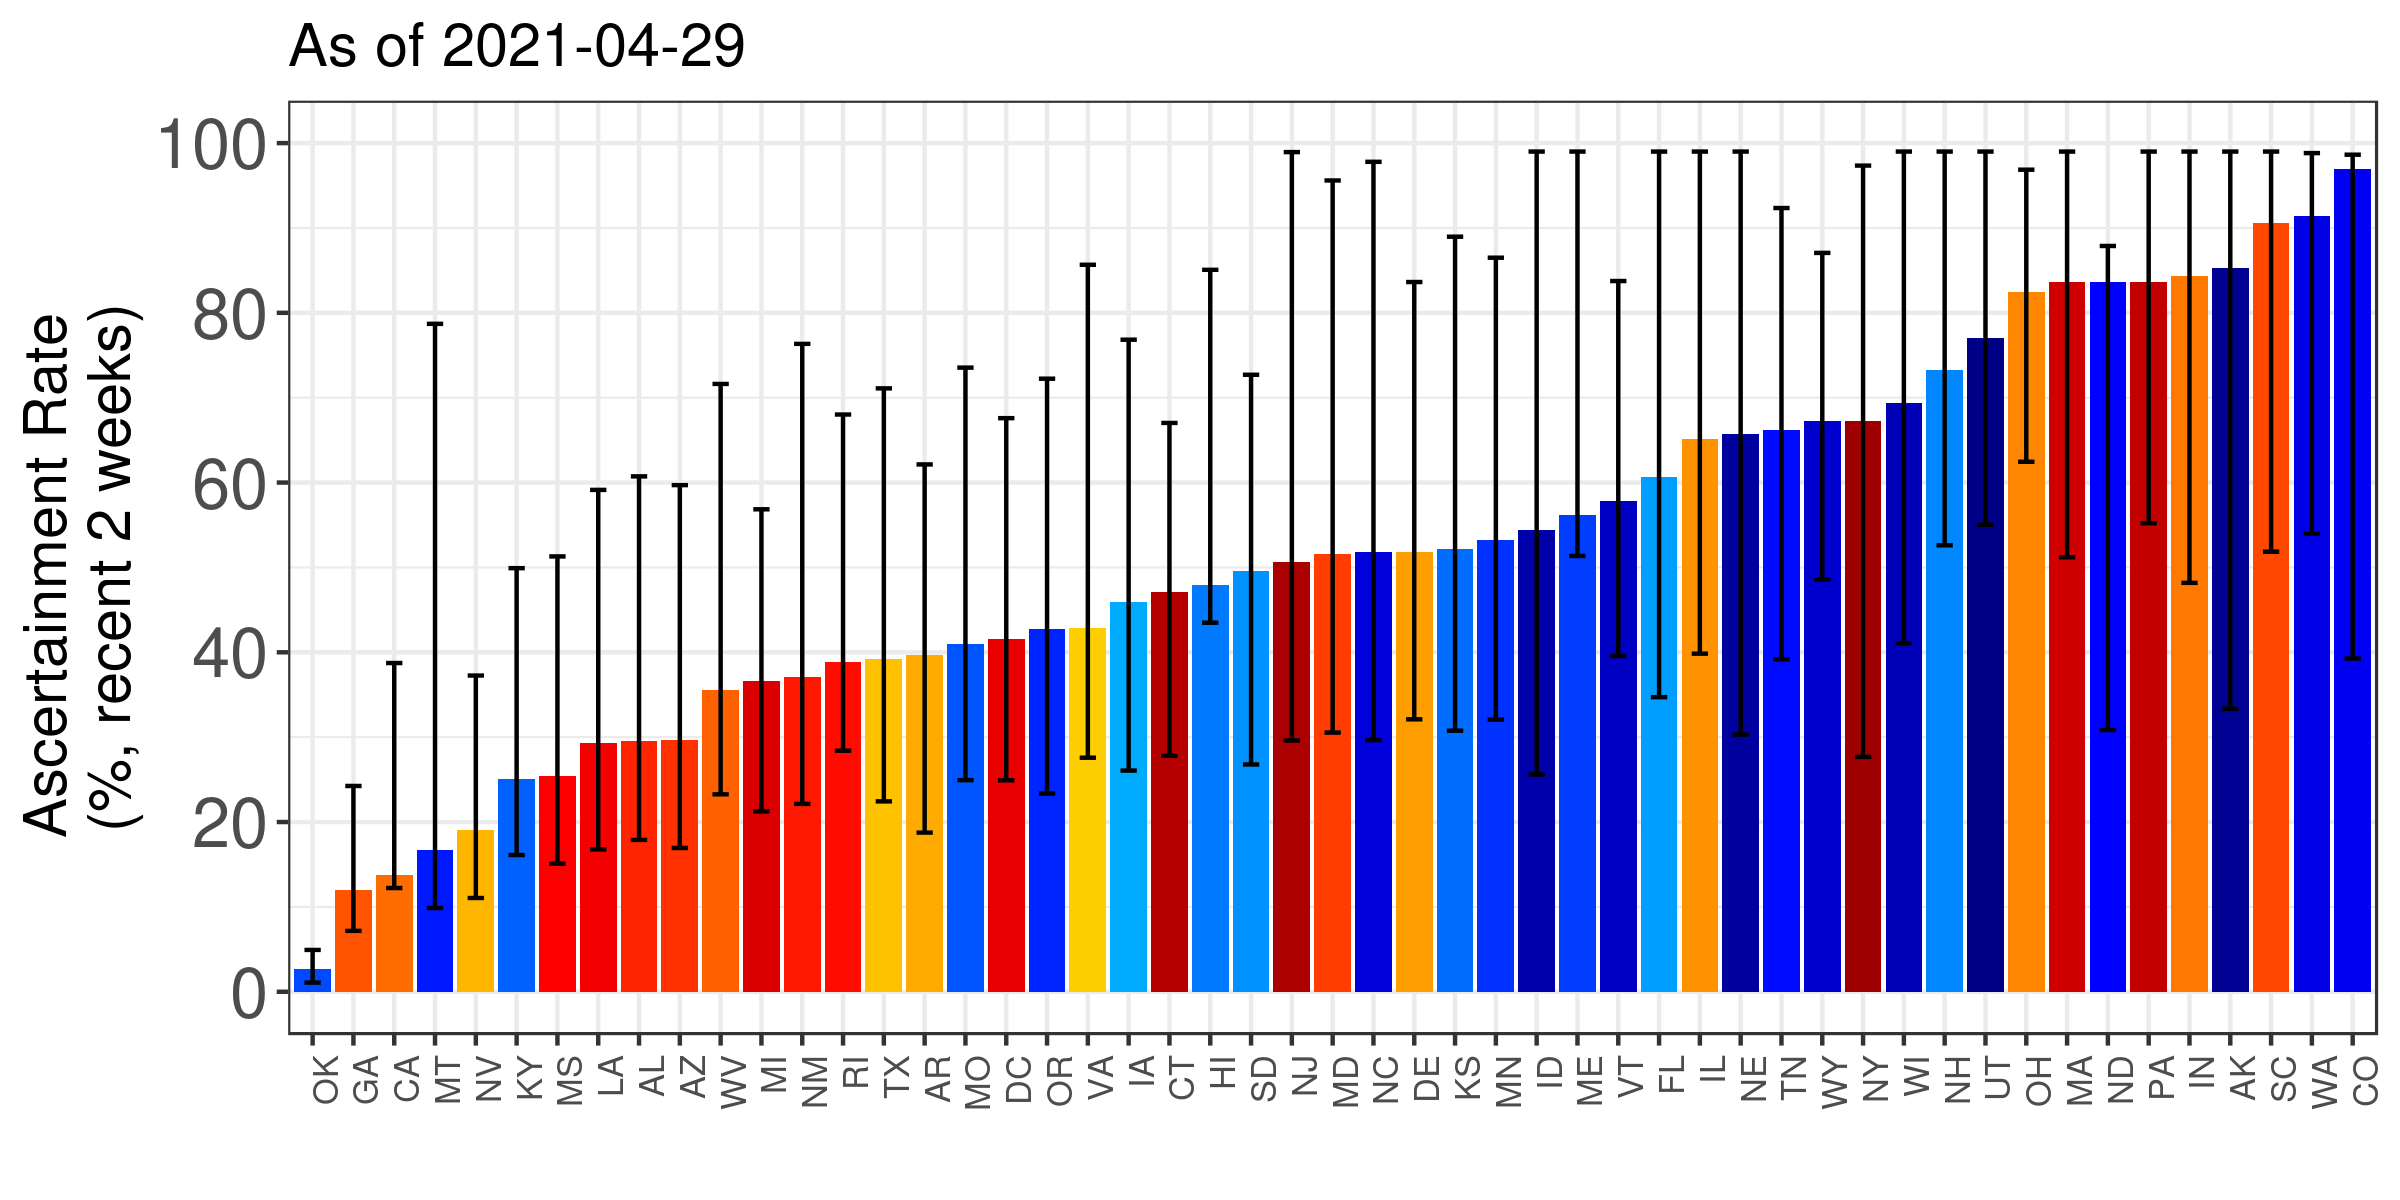 As of 2021-04-29
Ascertainment Rate
(%, recent 2 weeks)
100
80
60
40
20
0
OK GA CA MT NV KY MS LA AL AZ WV MI NM RI TX AR MO DC OR VA IA CT HI SD NJ MD NC DE KS MN ID ME VT FL IL NE TN WY NY WI NH UT OH MA ND PA IN AK SC WA CO